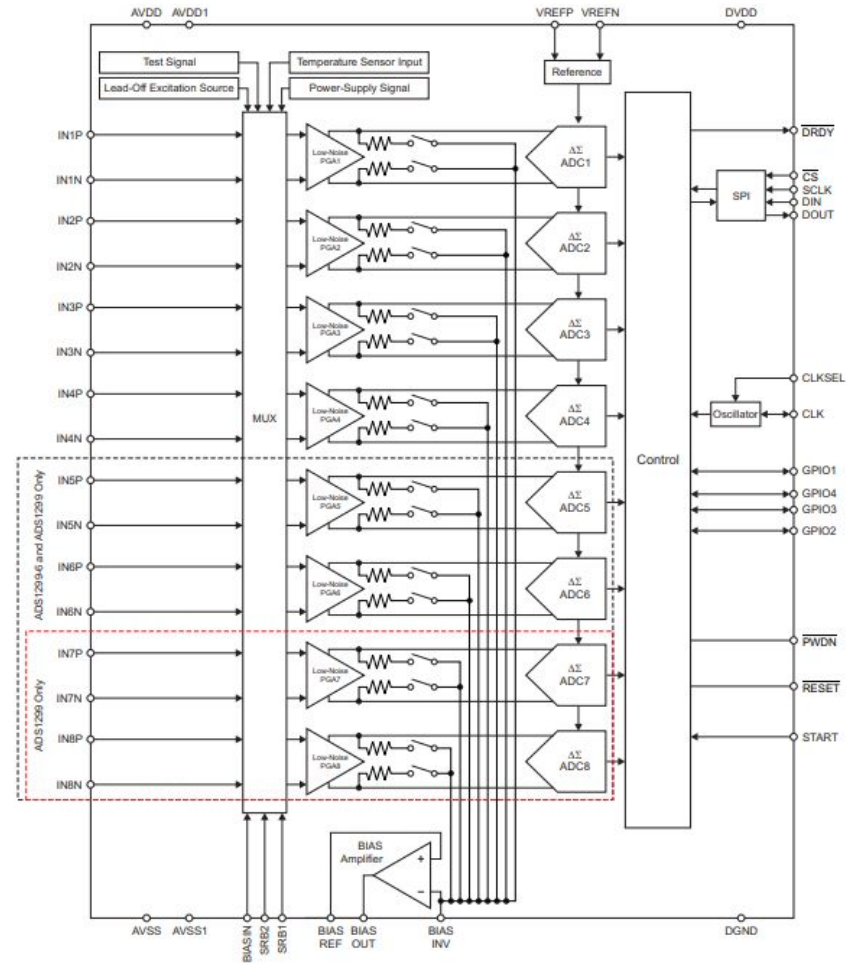 AVDD AVDD1 VREFP VREFN DVDD
Test Signal
Temperature Sensor Input
Lead-Off Excitation Source
Power-Supply Signal
Reference
MUX
Control
IN1P
IN1N
Low-Noise
PGA1
ΔΣ
ADC1
IN2P
IN2N
Low-Noise
PGA2
ΔΣ
ADC2
IN3P
IN3N
Low-Noise
PGA3
ΔΣ
ADC3
IN4P
IN4N
Low-Noise
PGA4
ΔΣ
ADC4
ADS1299-6 and ADS1299 Only
IN5P
IN5N
Low-Noise
PGA5
ΔΣ
ADC5
IN6P
IN6N
Low-Noise
PGA6
ΔΣ
ADC6
ADS1299 Only
IN7P
IN7N
Low-Noise
PGA7
ΔΣ
ADC7
IN8P
IN8N
Low-Noise
PGA8
ΔΣ
ADC8
DRDY
SPI
CS
SCLK
DIN
DOUT
CLKSEL
Oscillator
CLK
GPIO1
GPIO4
GPIO3
GPIO2
PWDN
RESET
START
BIAS
Amplifier
+
−
AVSS AVSS1
BIASIN
SRB2
SRB1
BIAS
REF
BIAS
OUT
BIAS
INV
DGND